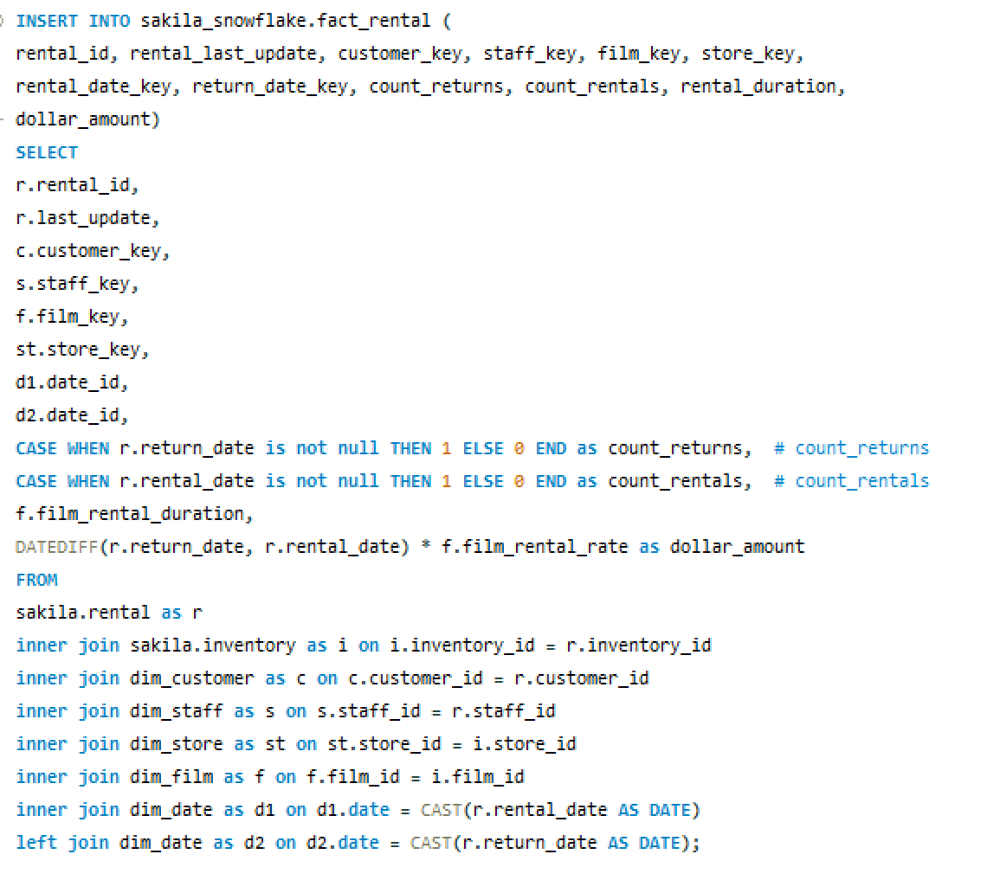 INSERT INTO sakila_snowflake.fact_rental (
rental_id, rental_last_update, customer_key, staff_key, film_key, store_key,
rental_date_key, return_date_key, count_returns, count_rentals, rental_duration,
dollar_amount)
SELECT
r.rental_id,
r.last_update,
c.customer_key,
s.staff_key,
f.film_key,
st.store_key,
d1.date_id,
d2.date_id,
CASE WHEN r.return_date is not null THEN 1 ELSE 0 END as count_returns,  # count_returns
CASE WHEN r.rental_date is not null THEN 1 ELSE 0 END as count_rentals,  # count_rentals
f.film_rental_duration,
DATEDIFF(r.return_date, r.rental_date) * f.film_rental_rate as dollar_amount
FROM
sakila.rental as r
inner join sakila.inventory as i on i.inventory_id = r.inventory_id
inner join dim_customer as c on c.customer_id = r.customer_id
inner join dim_staff as s on s.staff_id = r.staff_id
inner join dim_store as st on st.store_id = i.store_id
inner join dim_film as f on f.film_id = i.film_id
inner join dim_date as d1 on d1.date = CAST(r.rental_date AS DATE)
left join dim_date as d2 on d2.date = CAST(r.return_date AS DATE);